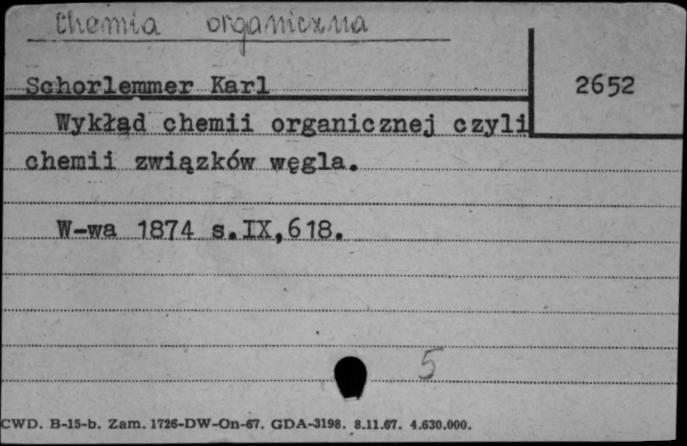 Chemia organiczna
Schorlemmer Karl
2652
Wykłąd chemii organicznej czyli
chemii związków węgla.
W-wa 1874 s.IX,618.
5
CWD. B-15-b. Zam. 1726-DW-On-67. GDA-3198. 8.11.67. 4.630.000.